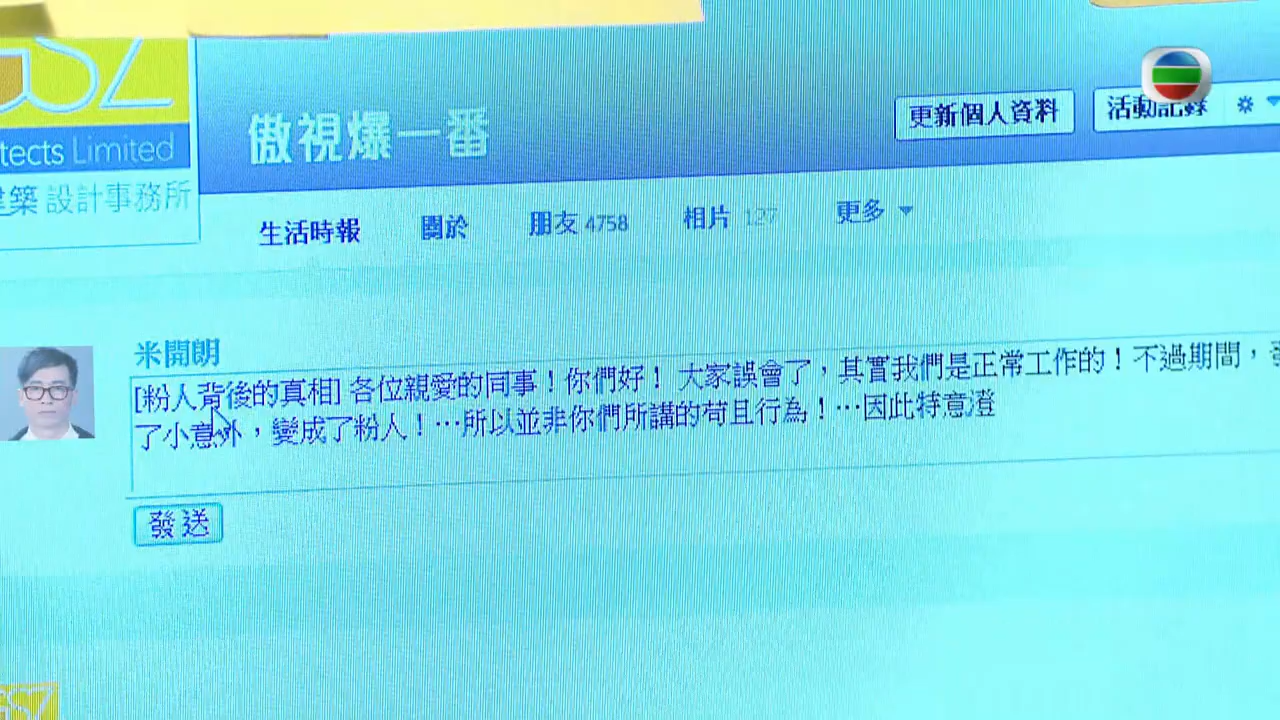 GSZ
tects Limited
建築 設計事務所
傲視爆一番
更新個人資料
活動記錄
生活時報
關於
朋友 4758
相片 127
更多
米開朗
[粉人背後的真相] 各位親愛的同事！你們好！ 大家誤會了，其實我們是正常工作的！不過期間，發
了小意外，變成了粉人！…所以並非你們所講的苟且行為！…因此特意澄
發送
GSZ